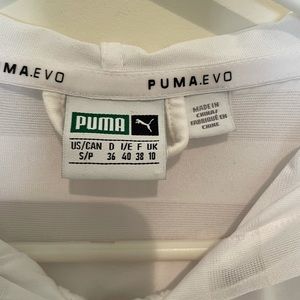 PUMA.EVO
PUMA.EVO
PUMA
US/CAN D I/E F UK
S/P 36 40 38 10
MADE IN
CHINA/
FABRIQUÉ EN
CHINE